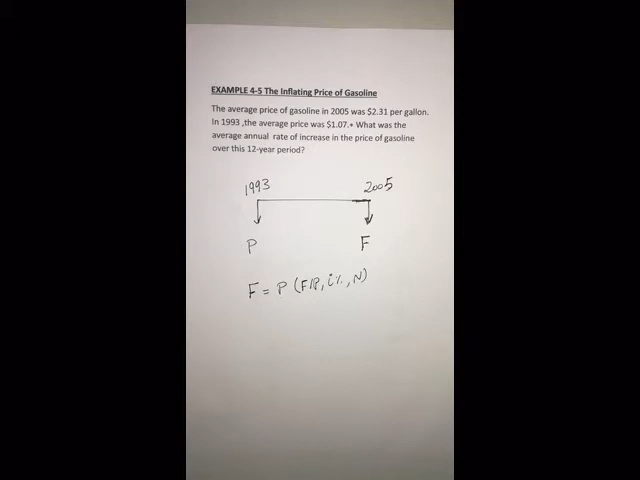 EXAMPLE 4-5 The Inflating Price of Gasoline
The average price of gasoline in 2005 was $2.31 per gallon.
In 1993 ,the average price was $1.07.• What was the
average annual rate of increase in the price of gasoline
over this 12-year period?
1993 2005
P F
F = P (F/P, i%, N)